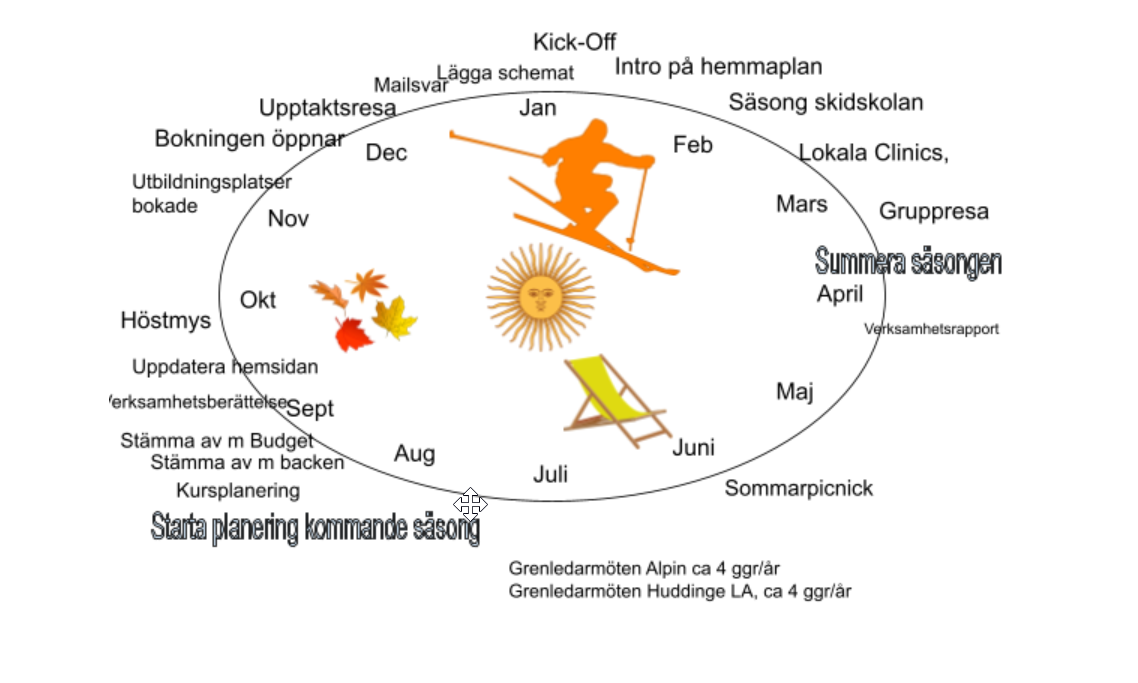 Kick-Off
Intro på hemmaplan
Lägga schemat
Mailsvar
Säsong skidskolan
Upptaktsresa
Jan
Bokningen öppnar
Feb
Dec
Lokala Clinics,
Utbildningsplatser
bokade
Mars
Gruppresa
Nov
Summera säsongen
April
Okt
Höstmys
Verksamhetsrapport
Uppdatera hemsidan
Maj
erksamhetsberättelse
Sept
Stämma av m Budget
Juni
Aug
Stämma av m backen
Juli
Kursplanering
Sommarpicnick
Starta planering kommande säsong
Grenledarmöten Alpin ca 4 ggr/år
Grenledarmöten Huddinge LA, ca 4 ggr/år